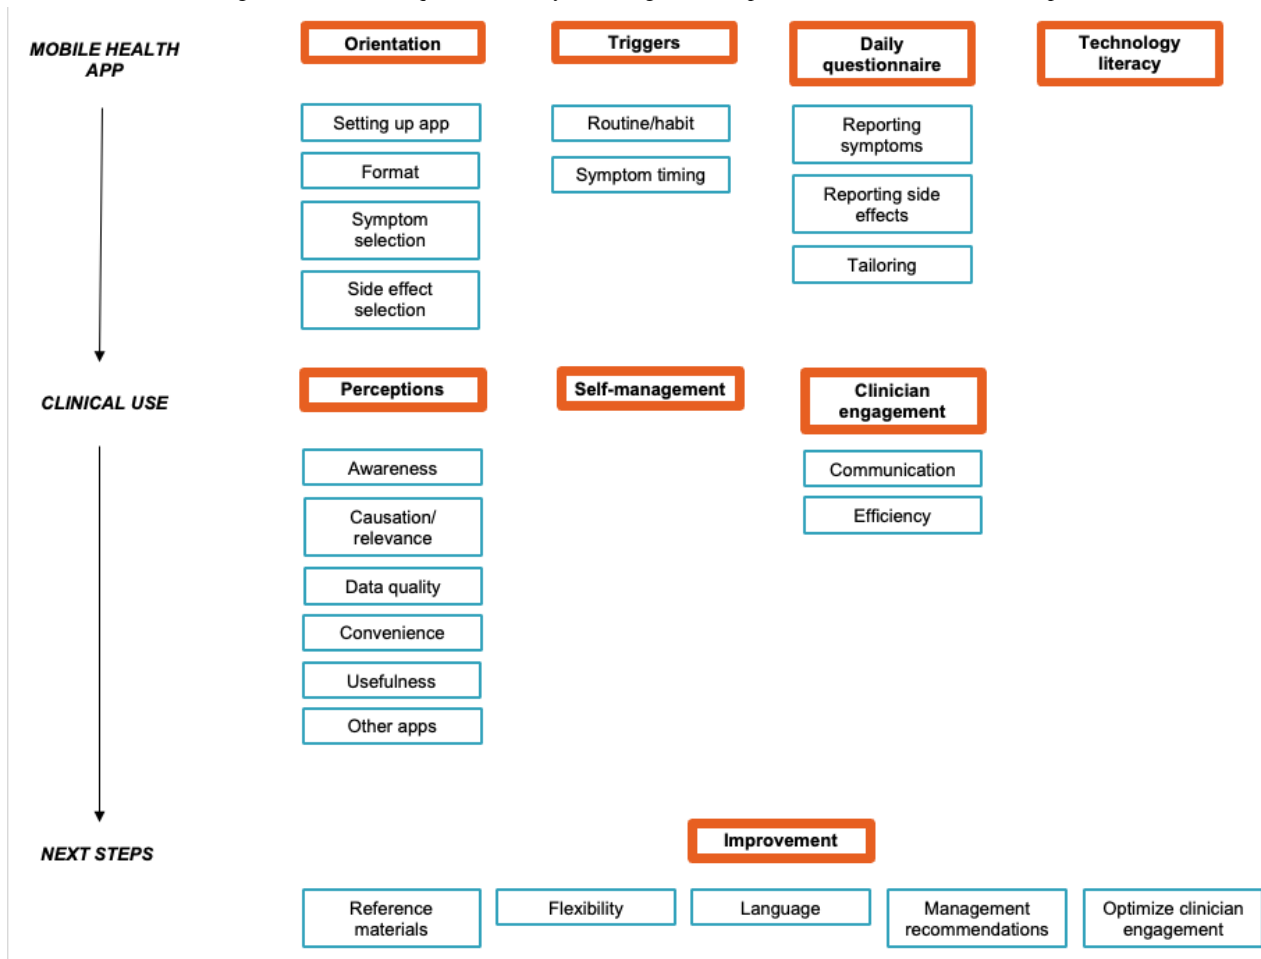 MOBILE HEALTH
APP
Orientation
Triggers
Daily
questionnaire
Technology
literacy
Setting up app
Format
Symptom
selection
Side effect
selection
Routine/habit
Symptom timing
Reporting
symptoms
Reporting side
effects
Tailoring
CLINICAL USE
Perceptions
Self-management
Clinician
engagement
Awareness
Causation/
relevance
Data quality
Convenience
Usefulness
Other apps
Communication
Efficiency
NEXT STEPS
Improvement
Reference
materials
Flexibility
Language
Management
recommendations
Optimize clinician
engagement